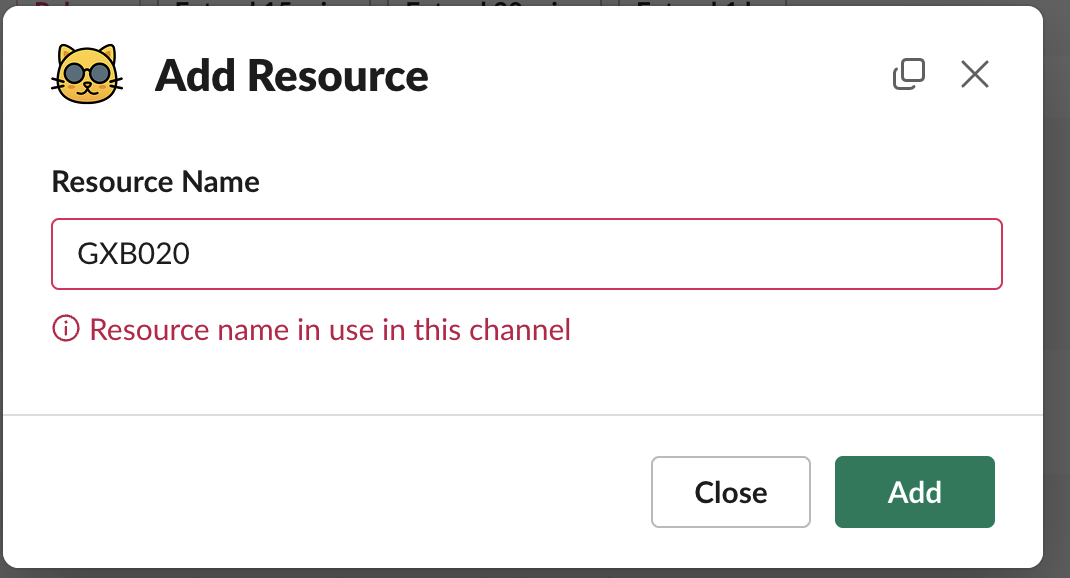 Add Resource
Resource Name
GXB020
Resource name in use in this channel
Close
Add